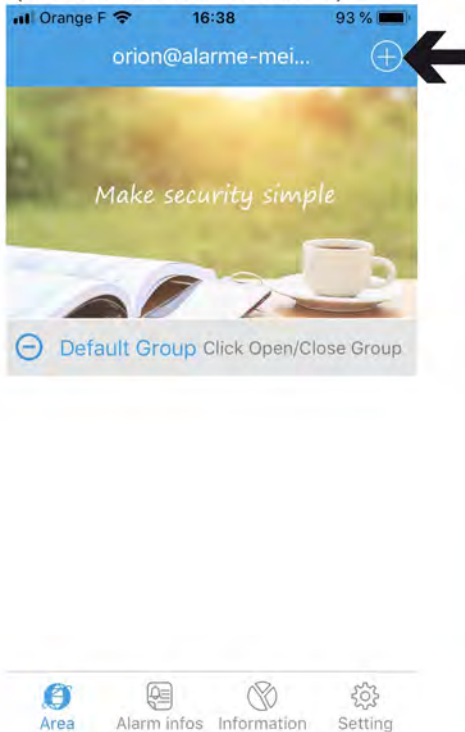 Orange F 16:38 93 %
orion@alarme-mei...
Make security simple
Default Group Click Open/Close Group
Area Alarm infos Information Setting